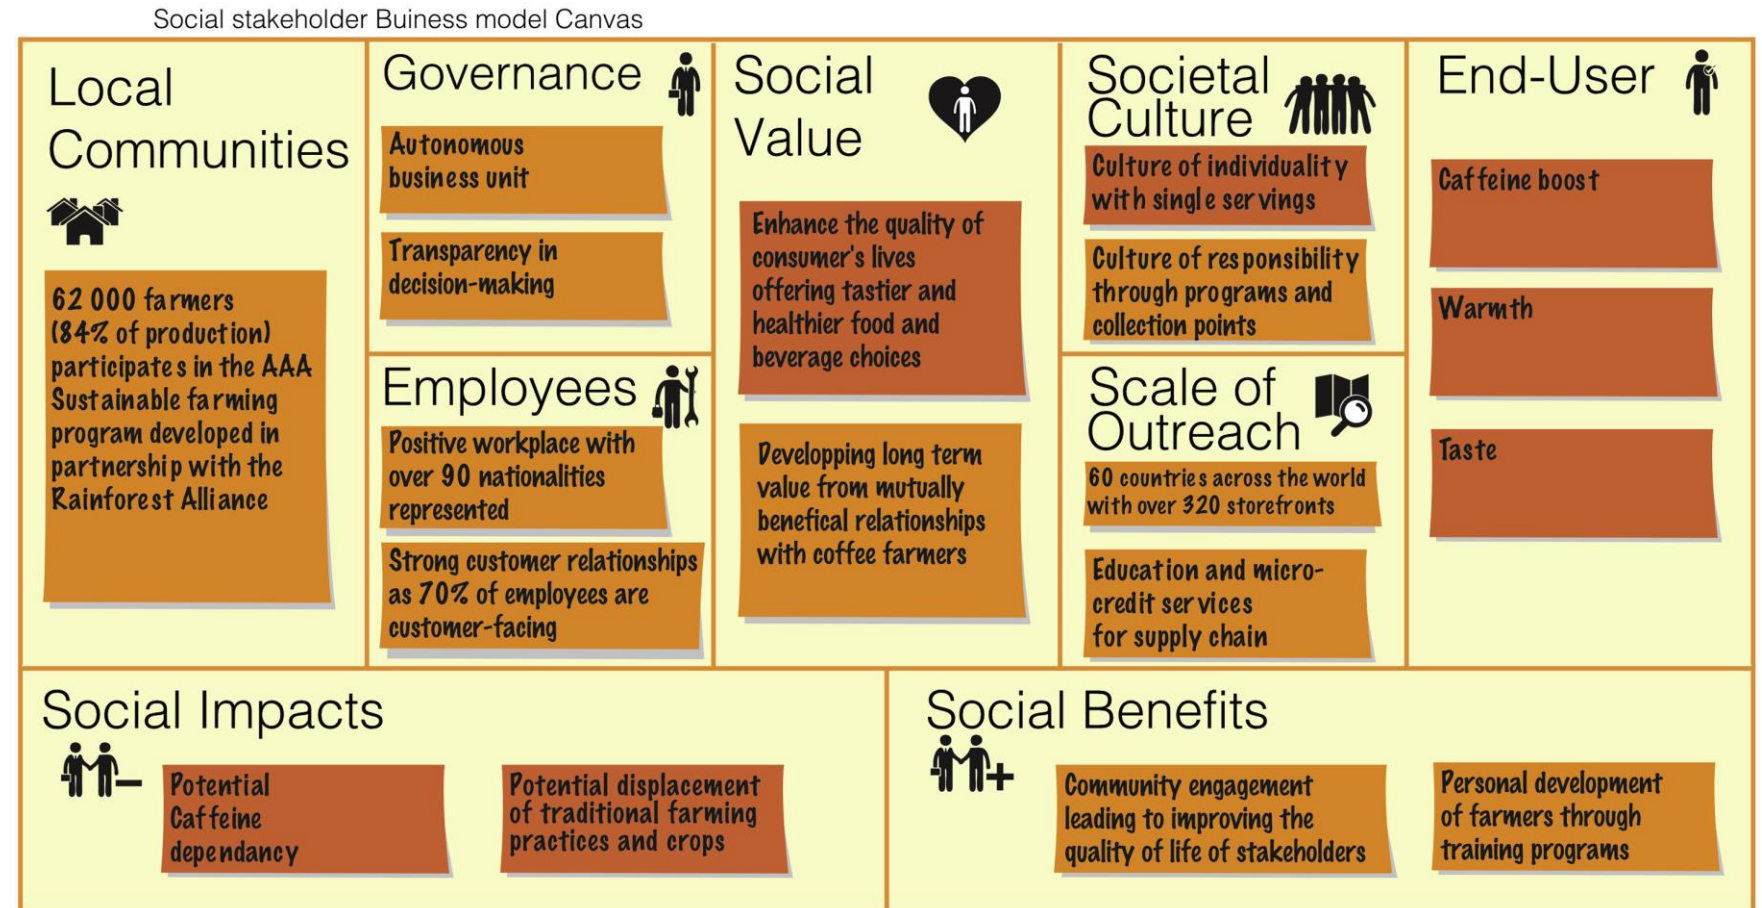 Social stakeholder Buiness model Canvas
Local
Communities
62 000 farmers
(84% of production)
participates in the AAA
Sustainable farming
program developed in
partnership with the
Rainforest Alliance
Governance
Autonomous
business unit
Transparency in
decision-making
Employees
Positive workplace with
over 90 nationalities
represented
Strong customer relationships
as 70% of employees are
customer-facing
Social
Value
Enhance the quality of
consumer's lives
offering tastier and
healthier food and
beverage choices
Developping long term
value from mutually
benefical relationships
with coffee farmers
Societal
Culture
Culture of individuality
with single servings
Culture of responsibility
through programs and
collection points
Scale of
Outreach
60 countries across the world
with over 320 storefronts
Education and micro-
credit services
for supply chain
End-User
Caffeine boost
Warmth
Taste
Social Impacts
Potential
Caffeine
dependancy
Potential displacement
of traditional farming
practices and crops
Social Benefits
Community engagement
leading to improving the
quality of life of stakeholders
Personal development
of farmers through
training programs